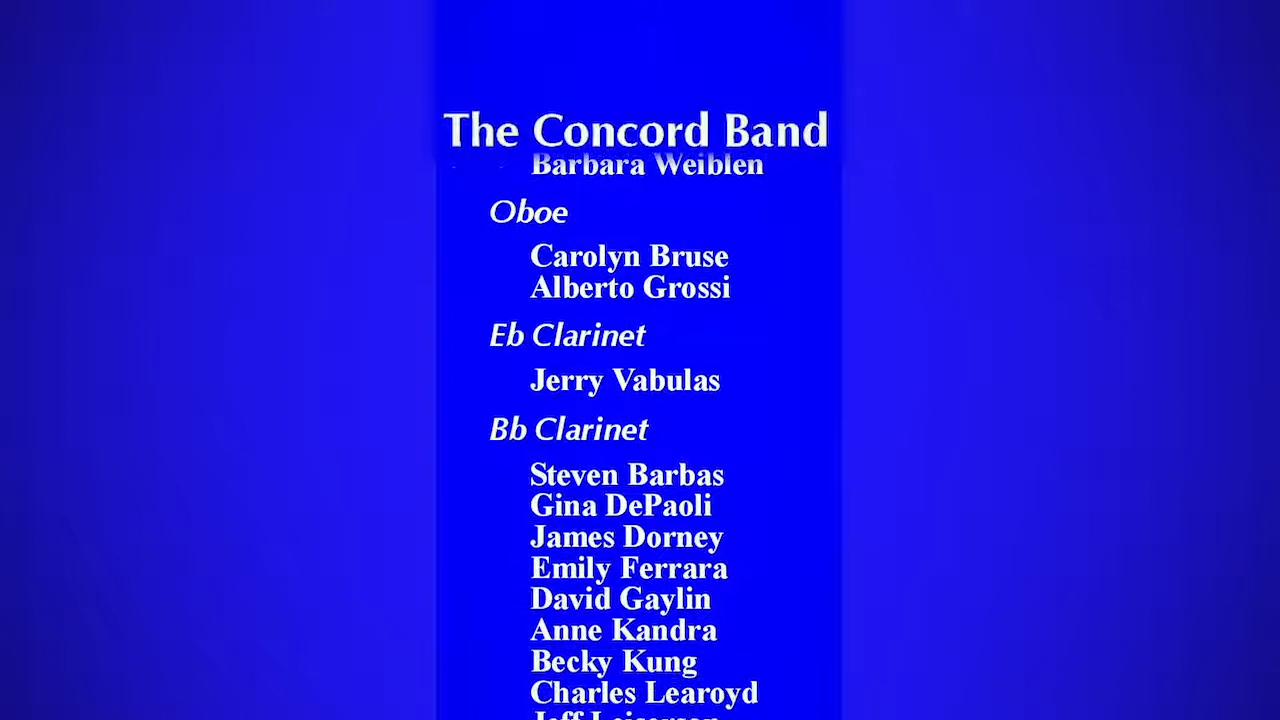 The Concord Band
Barbara Weiblen
Oboe
Carolyn Bruse
Alberto Grossi
Eb Clarinet
Jerry Vabulas
Bb Clarinet
Steven Barbas
Gina DePaoli
James Dorney
Emily Ferrara
David Gaylin
Anne Kandra
Becky Kung
Charles Learoyd